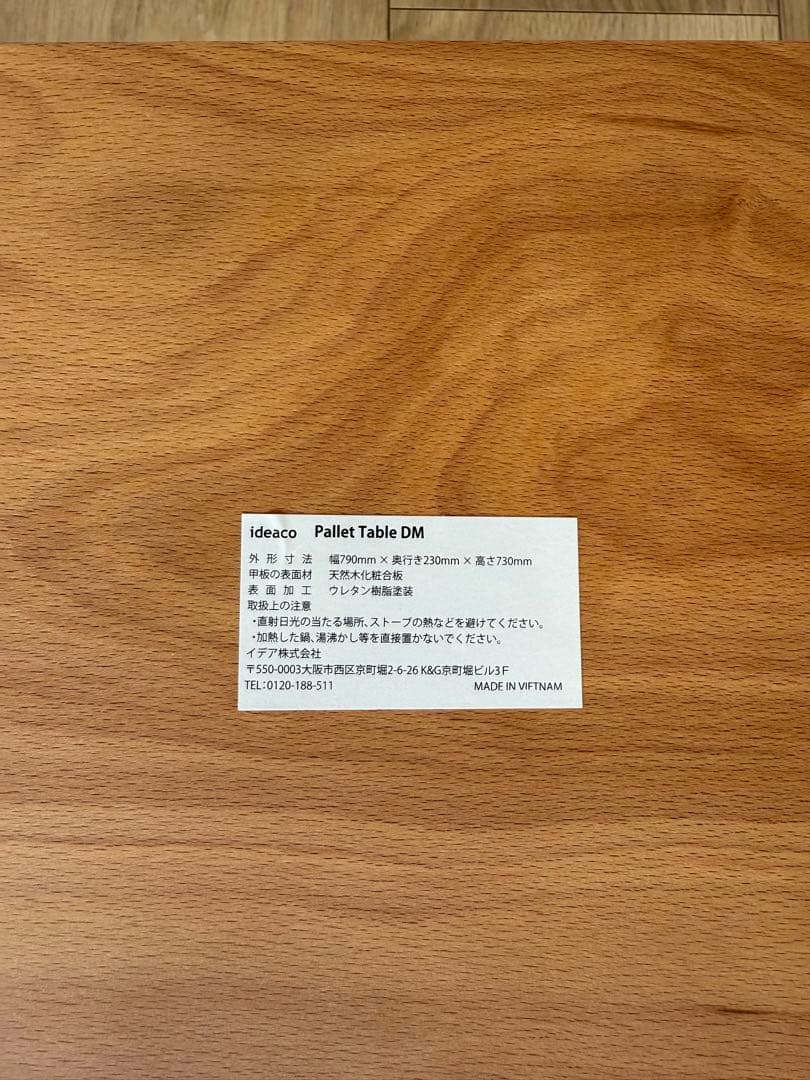 ideaco Pallet Table DM
外形寸法 幅790mm × 奥行き230mm × 高さ730mm
甲板の表面材 天然木化粧合板
表面加工 ウレタン樹脂塗装
取扱上の注意
・直射日光の当たる場所、ストーブの熱などを避けてください。
・加熱した鍋、湯沸かし等を直接置かないでください。
イデア株式会社
〒550-0003大阪市西区京町堀2-6-26 K&G京町堀ビル3F
TEL:0120-188-511 MADE IN VIETNAM